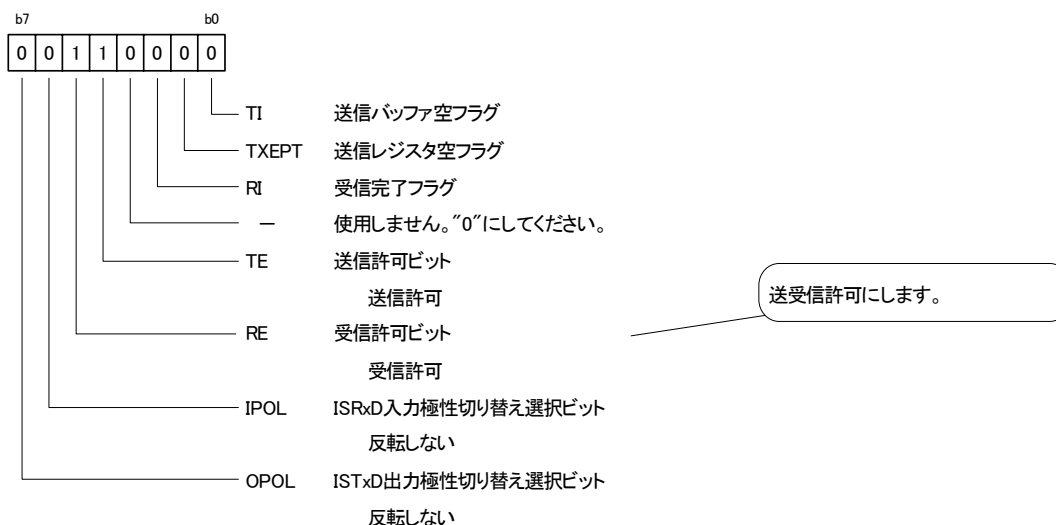 b7 b0
0 0 1 1 0 0 0 0
TI 送信バッファ空フラグ
TXEPT 送信レジスタ空フラグ
RI 受信完了フラグ
― 使用しません。"0"にしてください。
TE 送信許可ビット
送信許可
送受信許可にします。
RE 受信許可ビット
受信許可
IPOL ISRxD入力極性切り替え選択ビット
反転しない
OPOL ISTxD出力極性切り替え選択ビット
反転しない